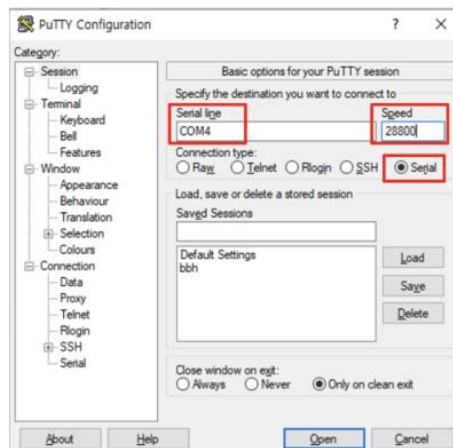 PuTTY Configuration
?
Category:
Session
Logging
Terminal
Keyboard
Bell
Features
Window
Appearance
Behaviour
Translation
Selection
Colours
Connection
Data
Proxy
Telnet
Rlogin
SSH
Serial
Basic options for your PuTTY session
Specify the destination you want to connect to
Serial line Speed
COM4 28800
Connection type:
Raw Telnet Rlogin SSH Serial
Load, save or delete a stored session
Saved Sessions
Default Settings
bbh
Load
Save
Delete
Close window on exit:
Always Never Only on clean exit
About Help Open Cancel